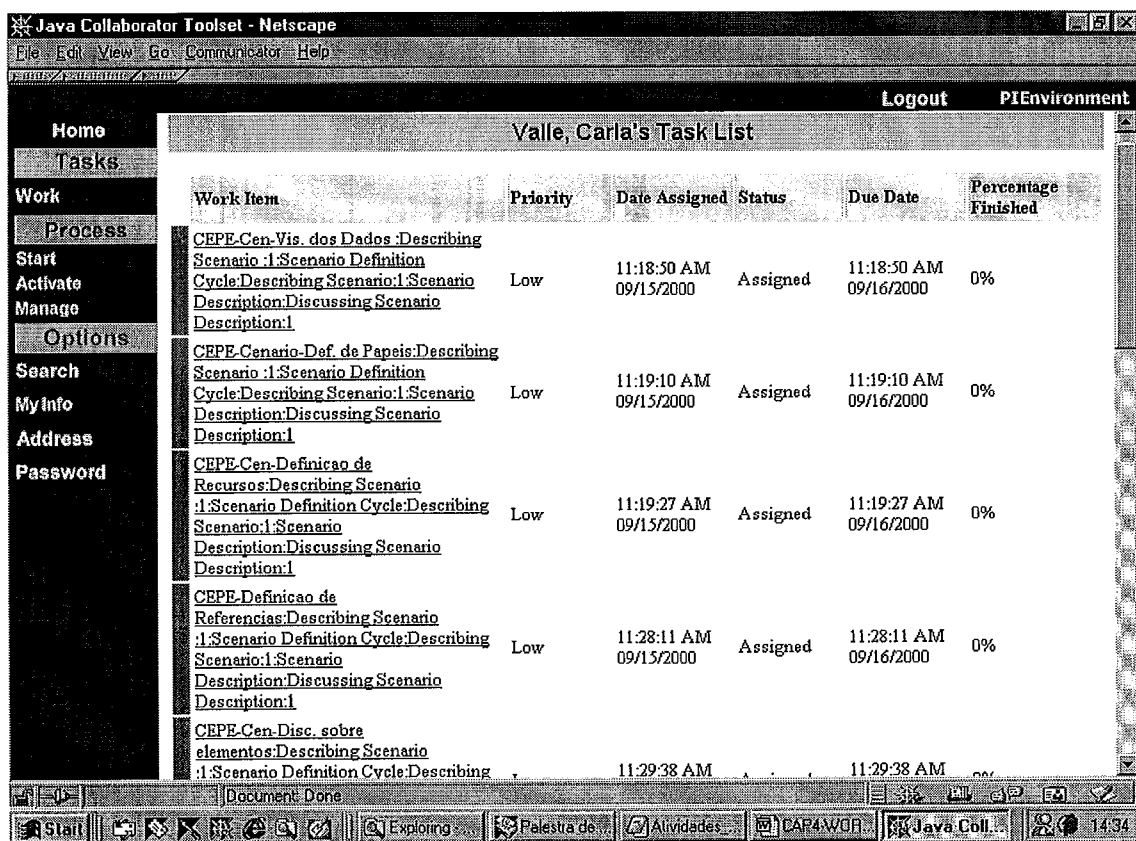 Java Collaborator Toolset - Netscape
File Edit View Go Communicator Help
Logout PIEnvironment
Home
Tasks
Work
Process
Start
Activate
Manage
Options
Search
My Info
Address
Password
Valle, Carla's Task List
Work Item Priority Date Assigned Status Due Date Percentage
Finished
CEPE-Cen-Vis. dos Dados :Describing
Scenario :1:Scenario Definition
Cycle:Describing Scenario:1:Scenario
Description:Discussing Scenario
Description:1
Low
11:18:50 AM
09/15/2000
Assigned
11:18:50 AM
09/16/2000
0%
CEPE-Cenario-Def. de Papeis:Describing
Scenario :1:Scenario Definition
Cycle:Describing Scenario:1:Scenario
Description:Discussing Scenario
Description:1
Low
11:19:10 AM
09/15/2000
Assigned
11:19:10 AM
09/16/2000
0%
CEPE-Cen-Definicao de
Recursos:Describing Scenario
:1:Scenario Definition Cycle:Describing
Scenario:1:Scenario
Description:Discussing Scenario
Description:1
Low
11:19:27 AM
09/15/2000
Assigned
11:19:27 AM
09/16/2000
0%
CEPE-Definicao de
Referencias:Describing Scenario
:1:Scenario Definition Cycle:Describing
Scenario:1:Scenario
Description:Discussing Scenario
Description:1
Low
11:28:11 AM
09/15/2000
Assigned
11:28:11 AM
09/16/2000
0%
CEPE-Cen-Disc. sobre
elementos:Describing Scenario
:1:Scenario Definition Cycle:Describing
11:29:38 AM
11:29:38 AM
Document: Done
Start Exploring - ... Palestra de ... Atividades_... CAP4-WOR... Java Coll... 14:34